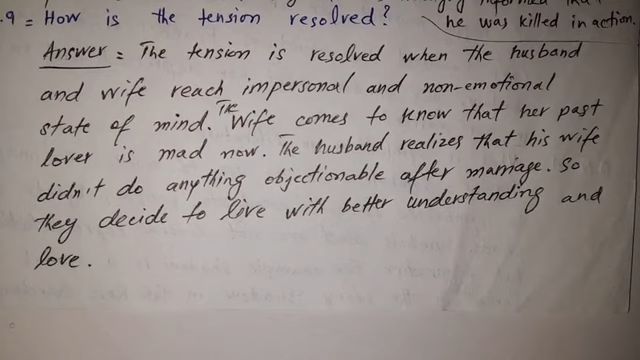 informed that
.9 = How is the tension resolved?
he was killed in action.
Answer = The tension is resolved when the husband
and wife reach impersonal and non-emotional
state of mind. The Wife comes to know that her past
lover is mad now. The husband realizes that his wife
didn't do anything objectionable after marriage. So
they decide to live with better understanding and
love.